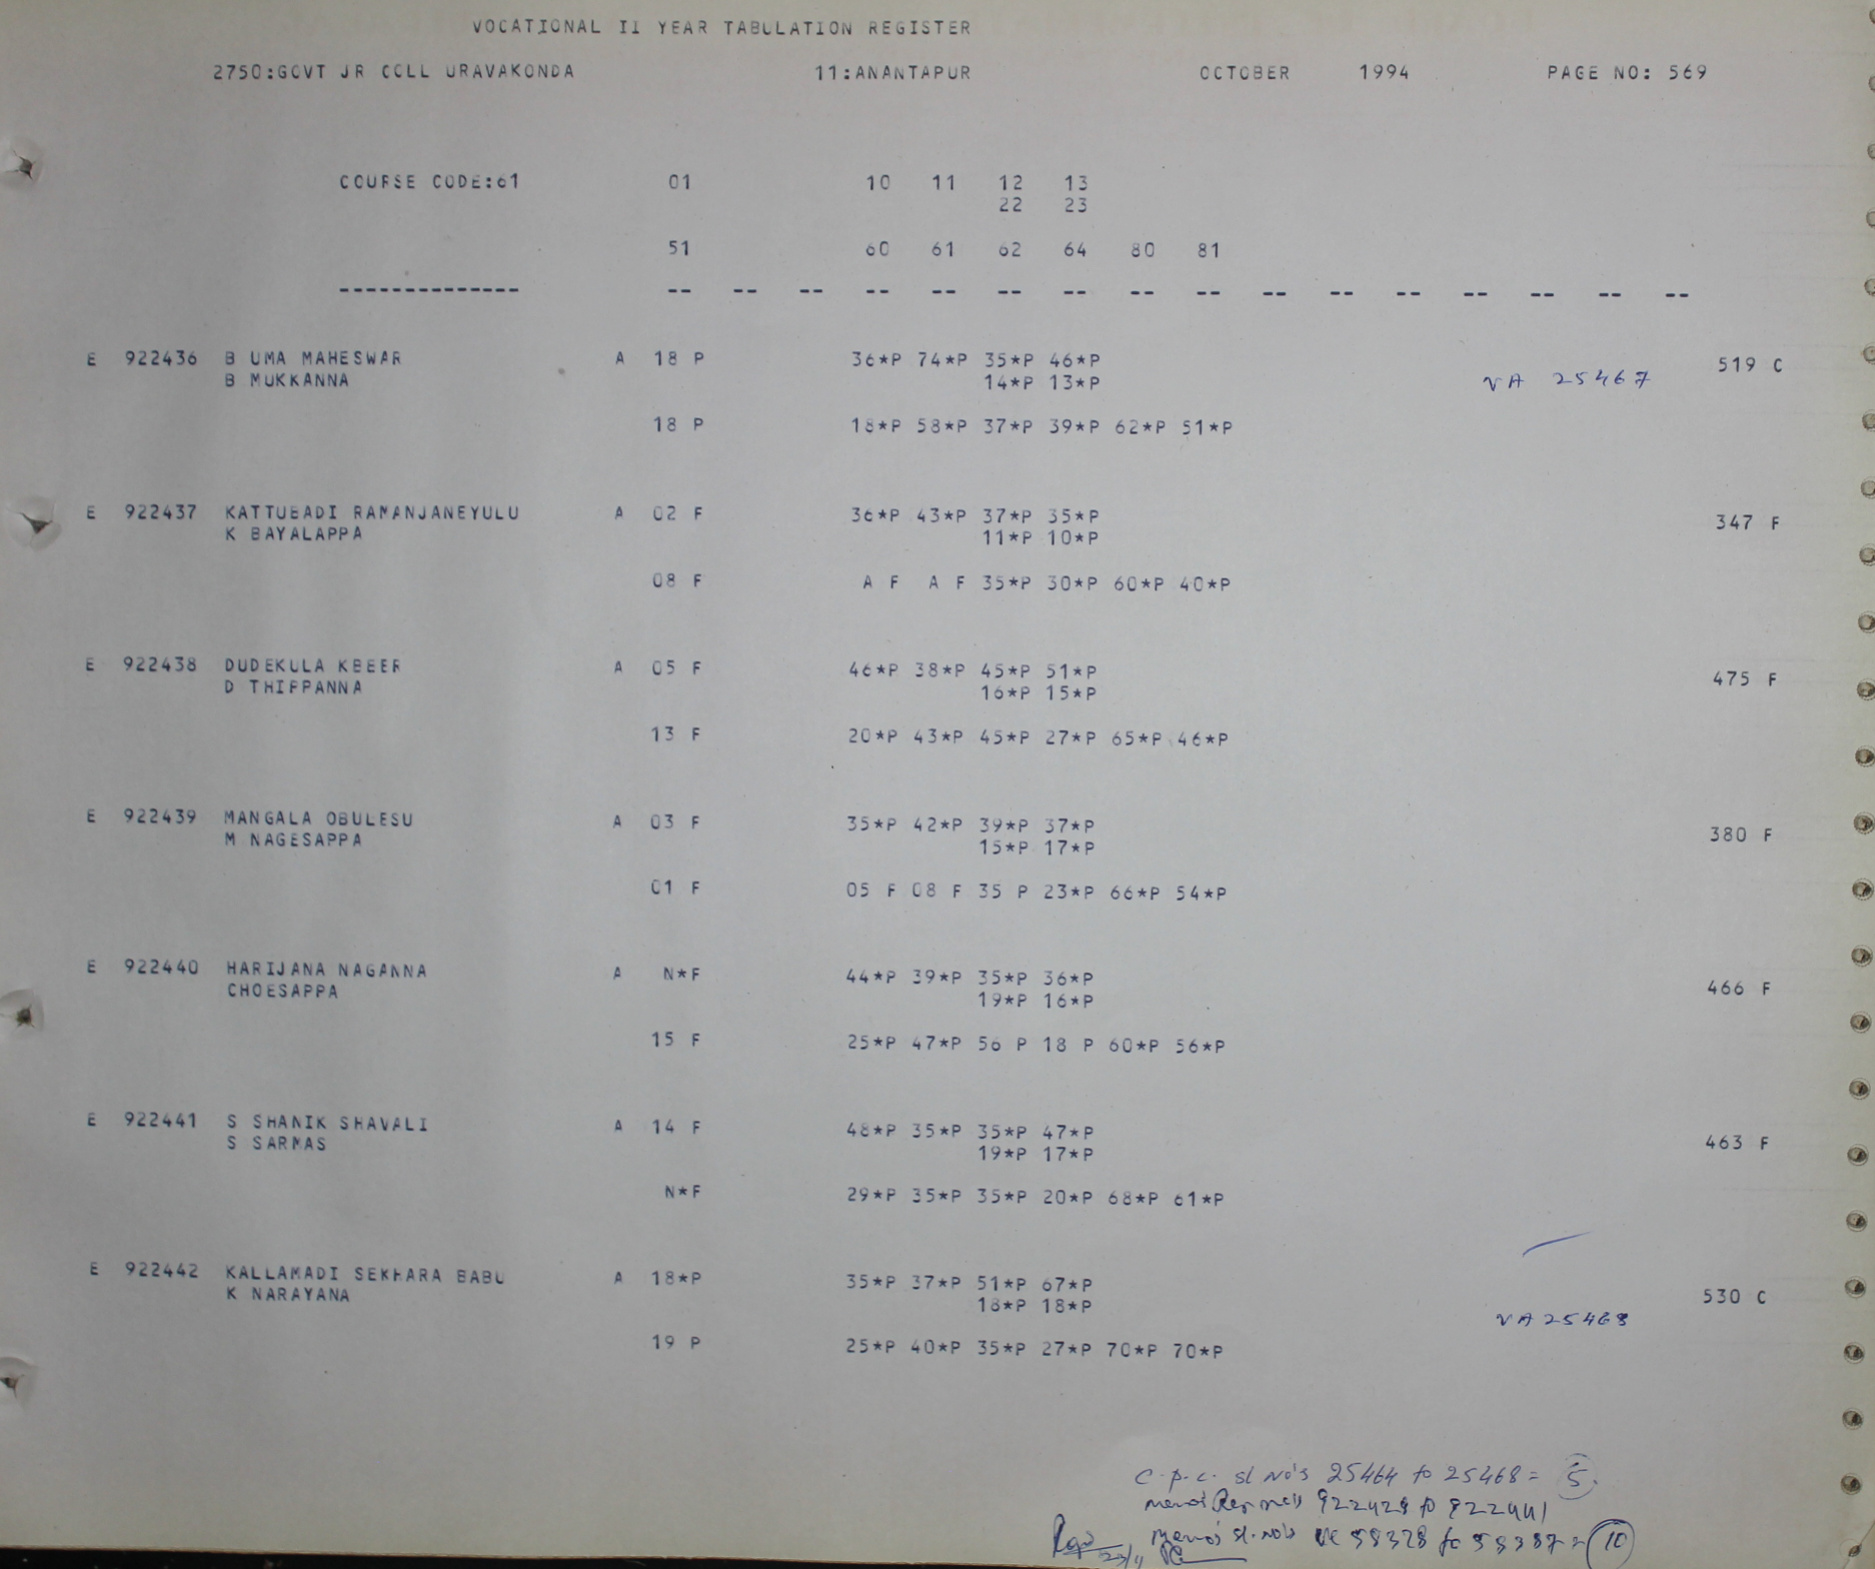 VOCATIONAL II YEAR TABULATION REGISTER
2750:GOVT JR COLL URAVAKONDA 11:ANANTAPUR OCTOBER 1994 PAGE NO: 569
COURSE CODE:61 01 10 11 12 13
22 23
51 60 61 62 64 80 81
-------------- -- -- -- -- -- -- -- -- -- -- -- -- -- -- -- --
E 922436 B UMA MAHESWAR A 18 P 36*P 74*P 35*P 46*P 519 C
B MUKKANNA 14*P 13*P VA 25467
18 P 18*P 58*P 37*P 39*P 62*P 51*P
E 922437 KATTUBADI RAMANJANEYULU A 02 F 36*P 43*P 37*P 35*P 347 F
K BAYALAPPA 11*P 10*P
08 F A F A F 35*P 30*P 60*P 40*P
E 922438 DUDEKULA KBEER A 05 F 46*P 38*P 45*P 51*P 475 F
D THIPPANNA 16*P 15*P
13 F 20*P 43*P 45*P 27*P 65*P 46*P
E 922439 MANGALA OBULESU A 03 F 35*P 42*P 39*P 37*P 380 F
M NAGESAPPA 15*P 17*P
01 F 05 F 08 F 35 P 23*P 66*P 54*P
E 922440 HARIJANA NAGANNA A N*F 44*P 39*P 35*P 36*P 466 F
CHOESAPPA 19*P 16*P
15 F 25*P 47*P 56 P 18 P 60*P 56*P
E 922441 S SHANIK SHAVALI A 14 F 48*P 35*P 35*P 47*P 463 F
S SARMAS 19*P 17*P
N*F 29*P 35*P 35*P 20*P 68*P 61*P
E 922442 KALLAMADI SEKHARA BABU A 18*P 35*P 37*P 51*P 67*P 530 C
K NARAYANA 18*P 18*P VA 25468
19 P 25*P 40*P 35*P 27*P 70*P 70*P
C.P.C. Sl No's 25464 to 25468 = 5.
to 922441
Memo's Sl. No's to = 10